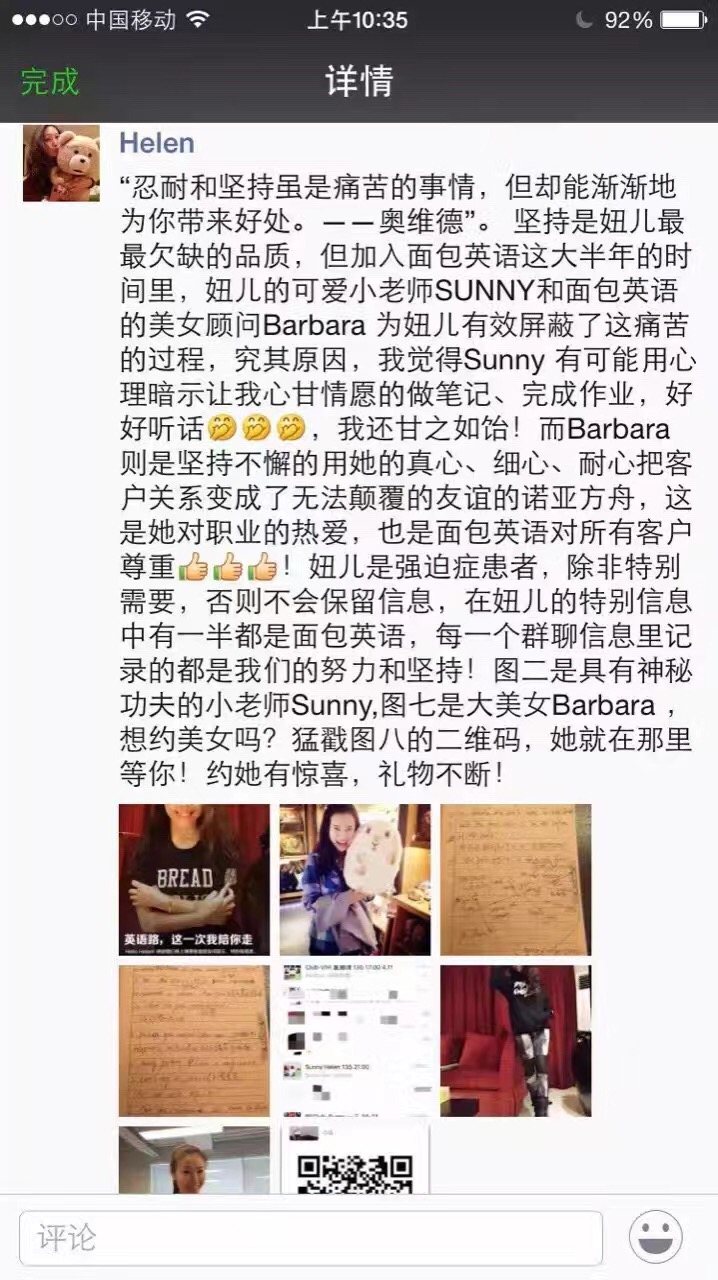 中国移动 上午10:35 92%
完成 详情
Helen
“忍耐和坚持虽是痛苦的事情，但却能渐渐地
为你带来好处。——奥维德”。 坚持是妞儿最
最欠缺的品质，但加入面包英语这大半年的时
间里，妞儿的可爱小老师SUNNY和面包英语
的美女顾问Barbara 为妞儿有效屏蔽了这痛苦
的过程，究其原因，我觉得Sunny 有可能用心
理暗示让我心甘情愿的做笔记、完成作业，好
好听话🤭🤭🤭，我还甘之如饴！而Barbara
则是坚持不懈的用她的真心、细心、耐心把客
户关系变成了无法颠覆的友谊的诺亚方舟，这
是她对职业的热爱，也是面包英语对所有客户
尊重👍👍👍！妞儿是强迫症患者，除非特别
需要，否则不会保留信息，在妞儿的特别信息
中有一半都是面包英语，每一个群聊信息里记
录的都是我们的努力和坚持！图二是具有神秘
功夫的小老师Sunny,图七是大美女Barbara ，
想约美女吗？猛戳图八的二维码，她就在那里
等你！约她有惊喜，礼物不断！
BREAD
英语路，这一次我陪你走
Sunny Helen 135 21:00
评论